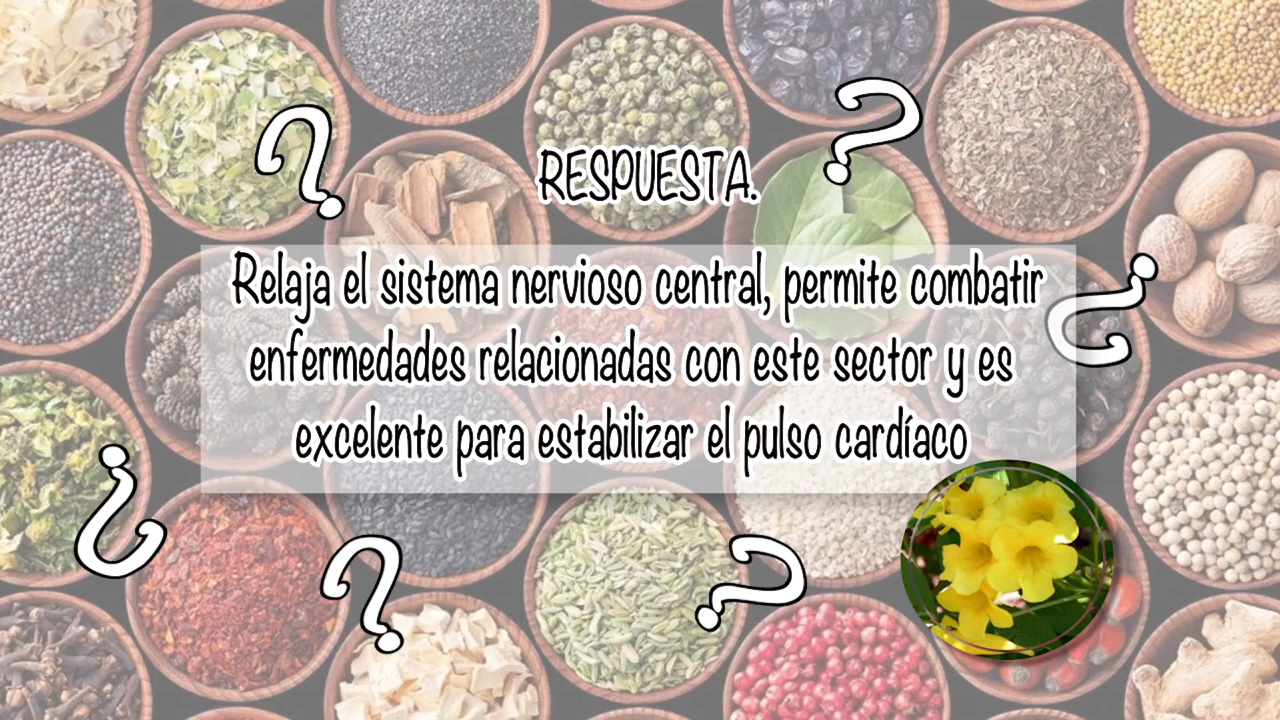 RESPUESTA.
Relaja el sistema nervioso central, permite combatir
enfermedades relacionadas con este sector y es
excelente para estabilizar el pulso cardíaco